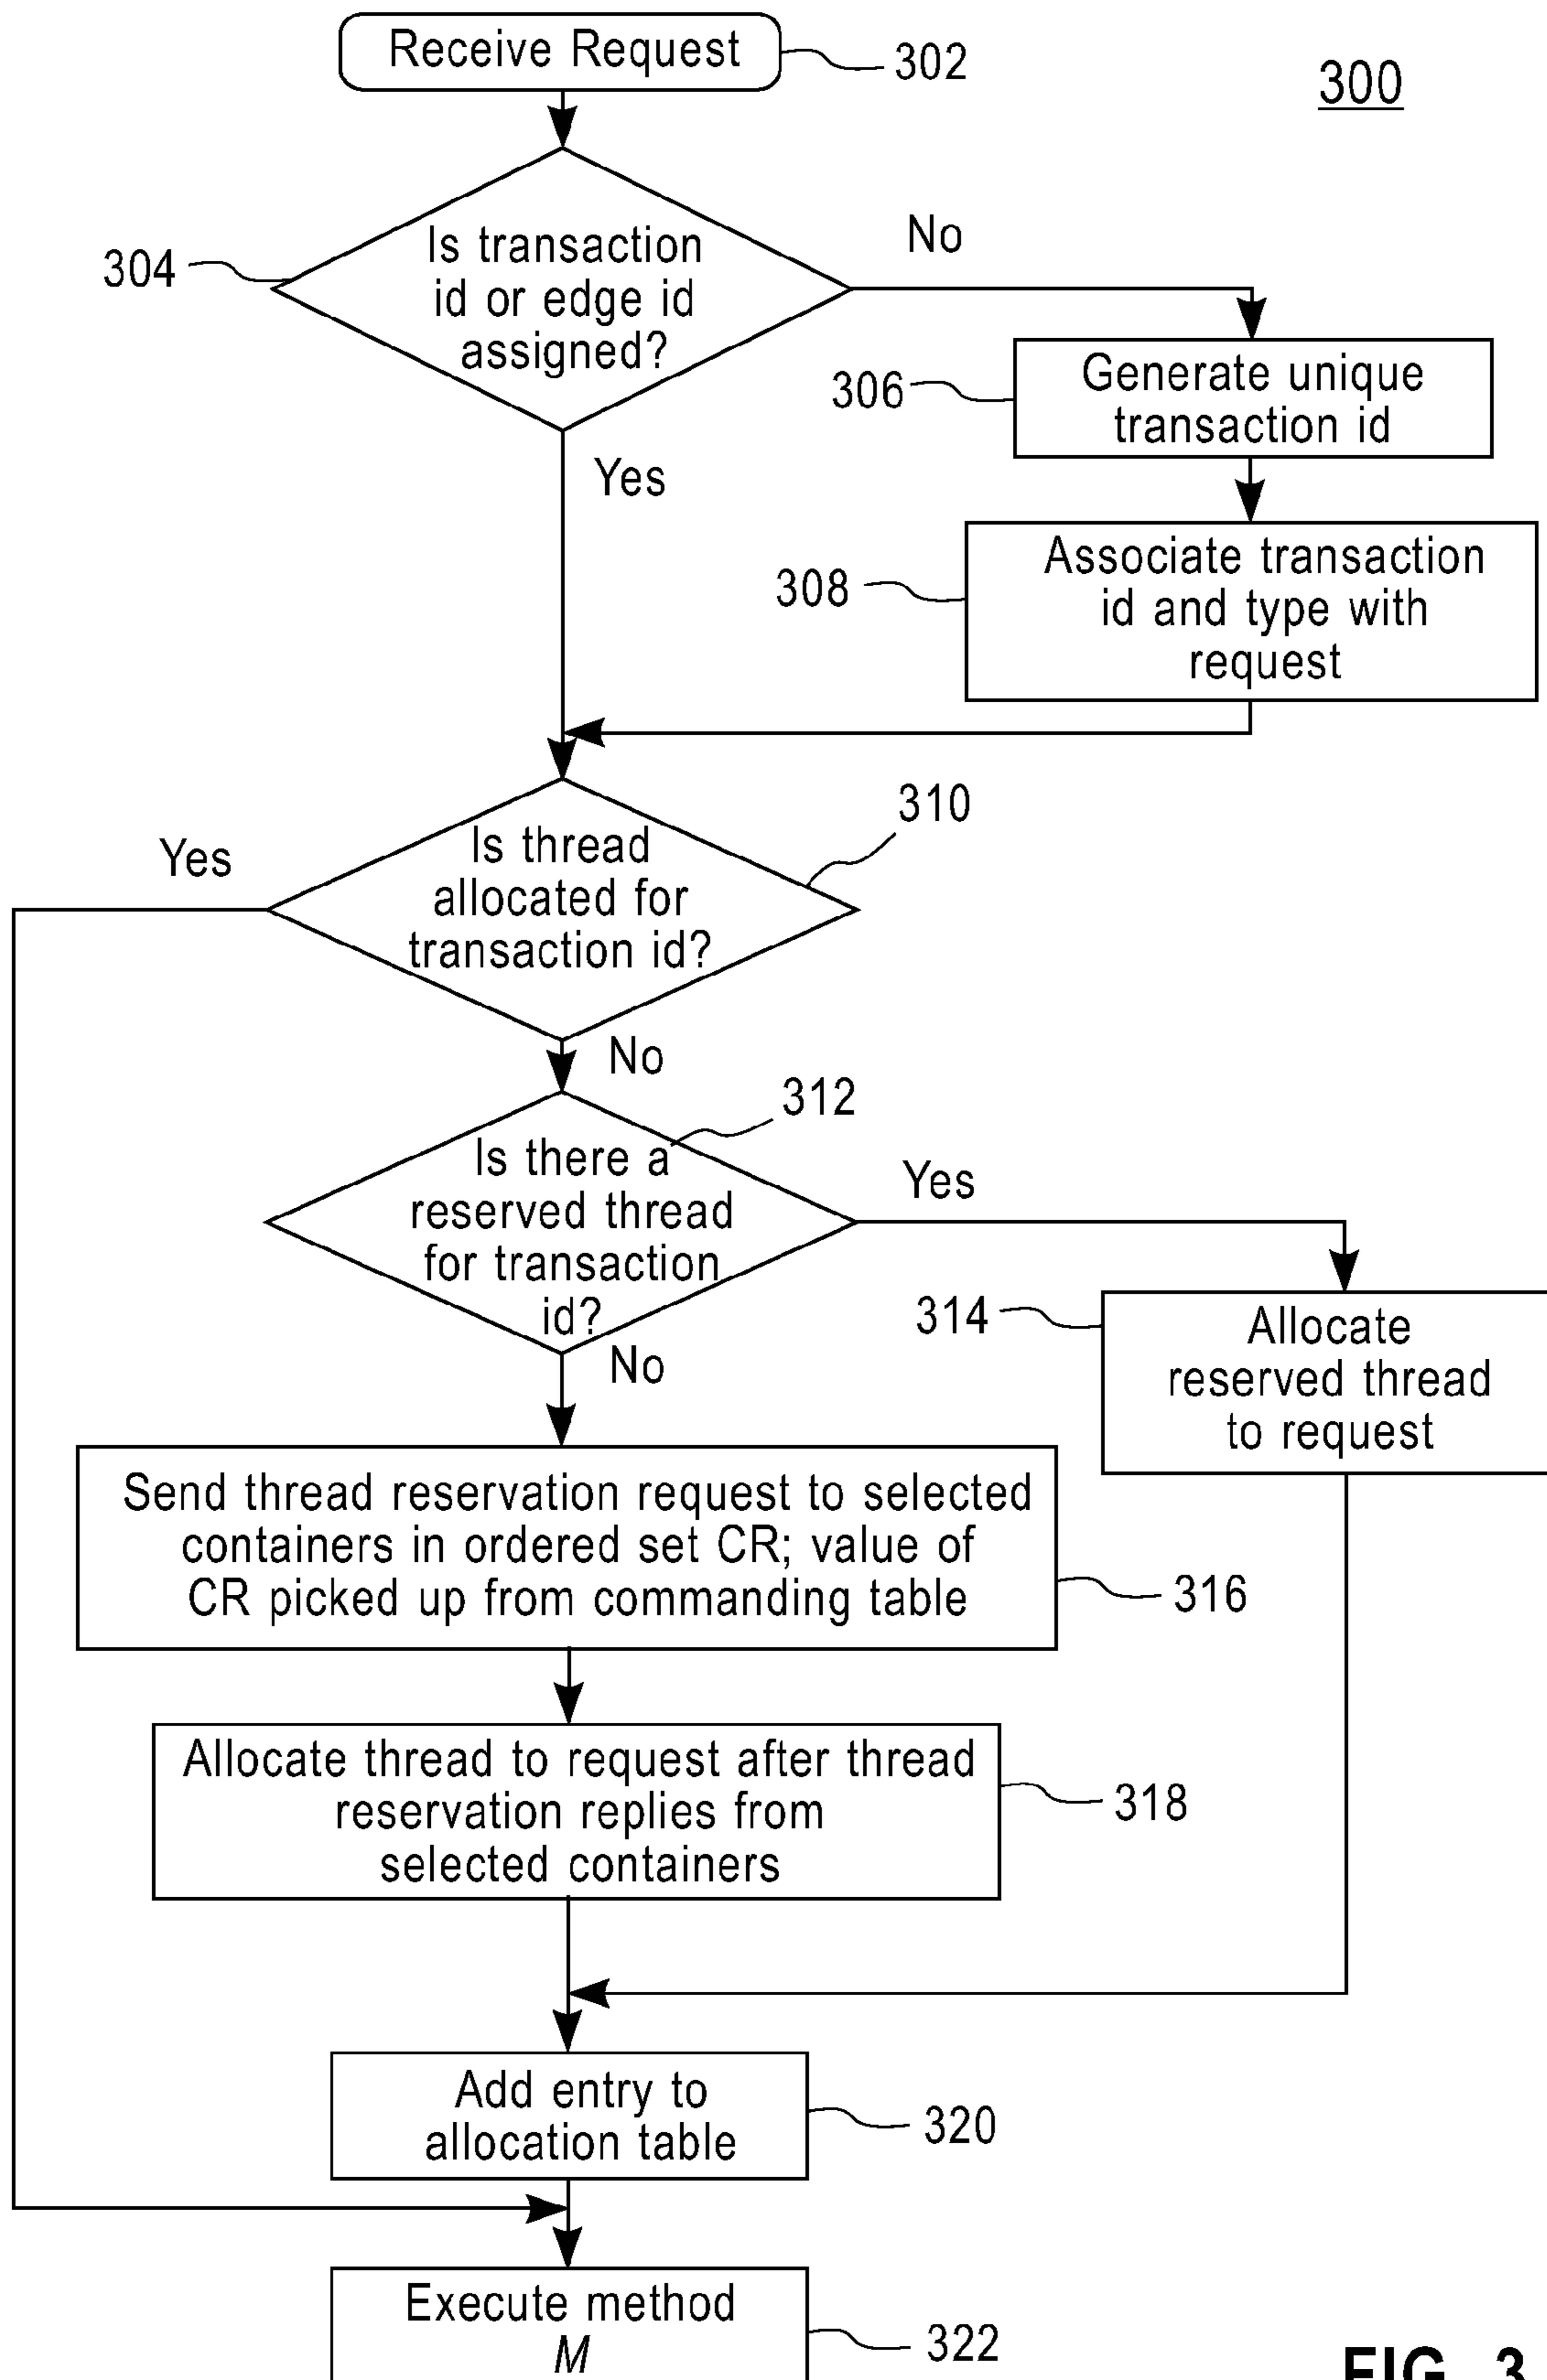 Receive Request
302
300
Is transaction
id or edge id
assigned?
304
No
Yes
306
Generate unique
transaction id
308
Associate transaction
id and type with
request
310
Is thread
allocated for
transaction id?
Yes
No
312
Is there a
reserved thread
for transaction
id?
Yes
No
314
Allocate
reserved thread
to request
Send thread reservation request to selected
containers in ordered set CR; value of
CR picked up from commanding table
316
Allocate thread to request after thread
reservation replies from
selected containers
318
Add entry to
allocation table
320
Execute method
M
322
FIG. 3